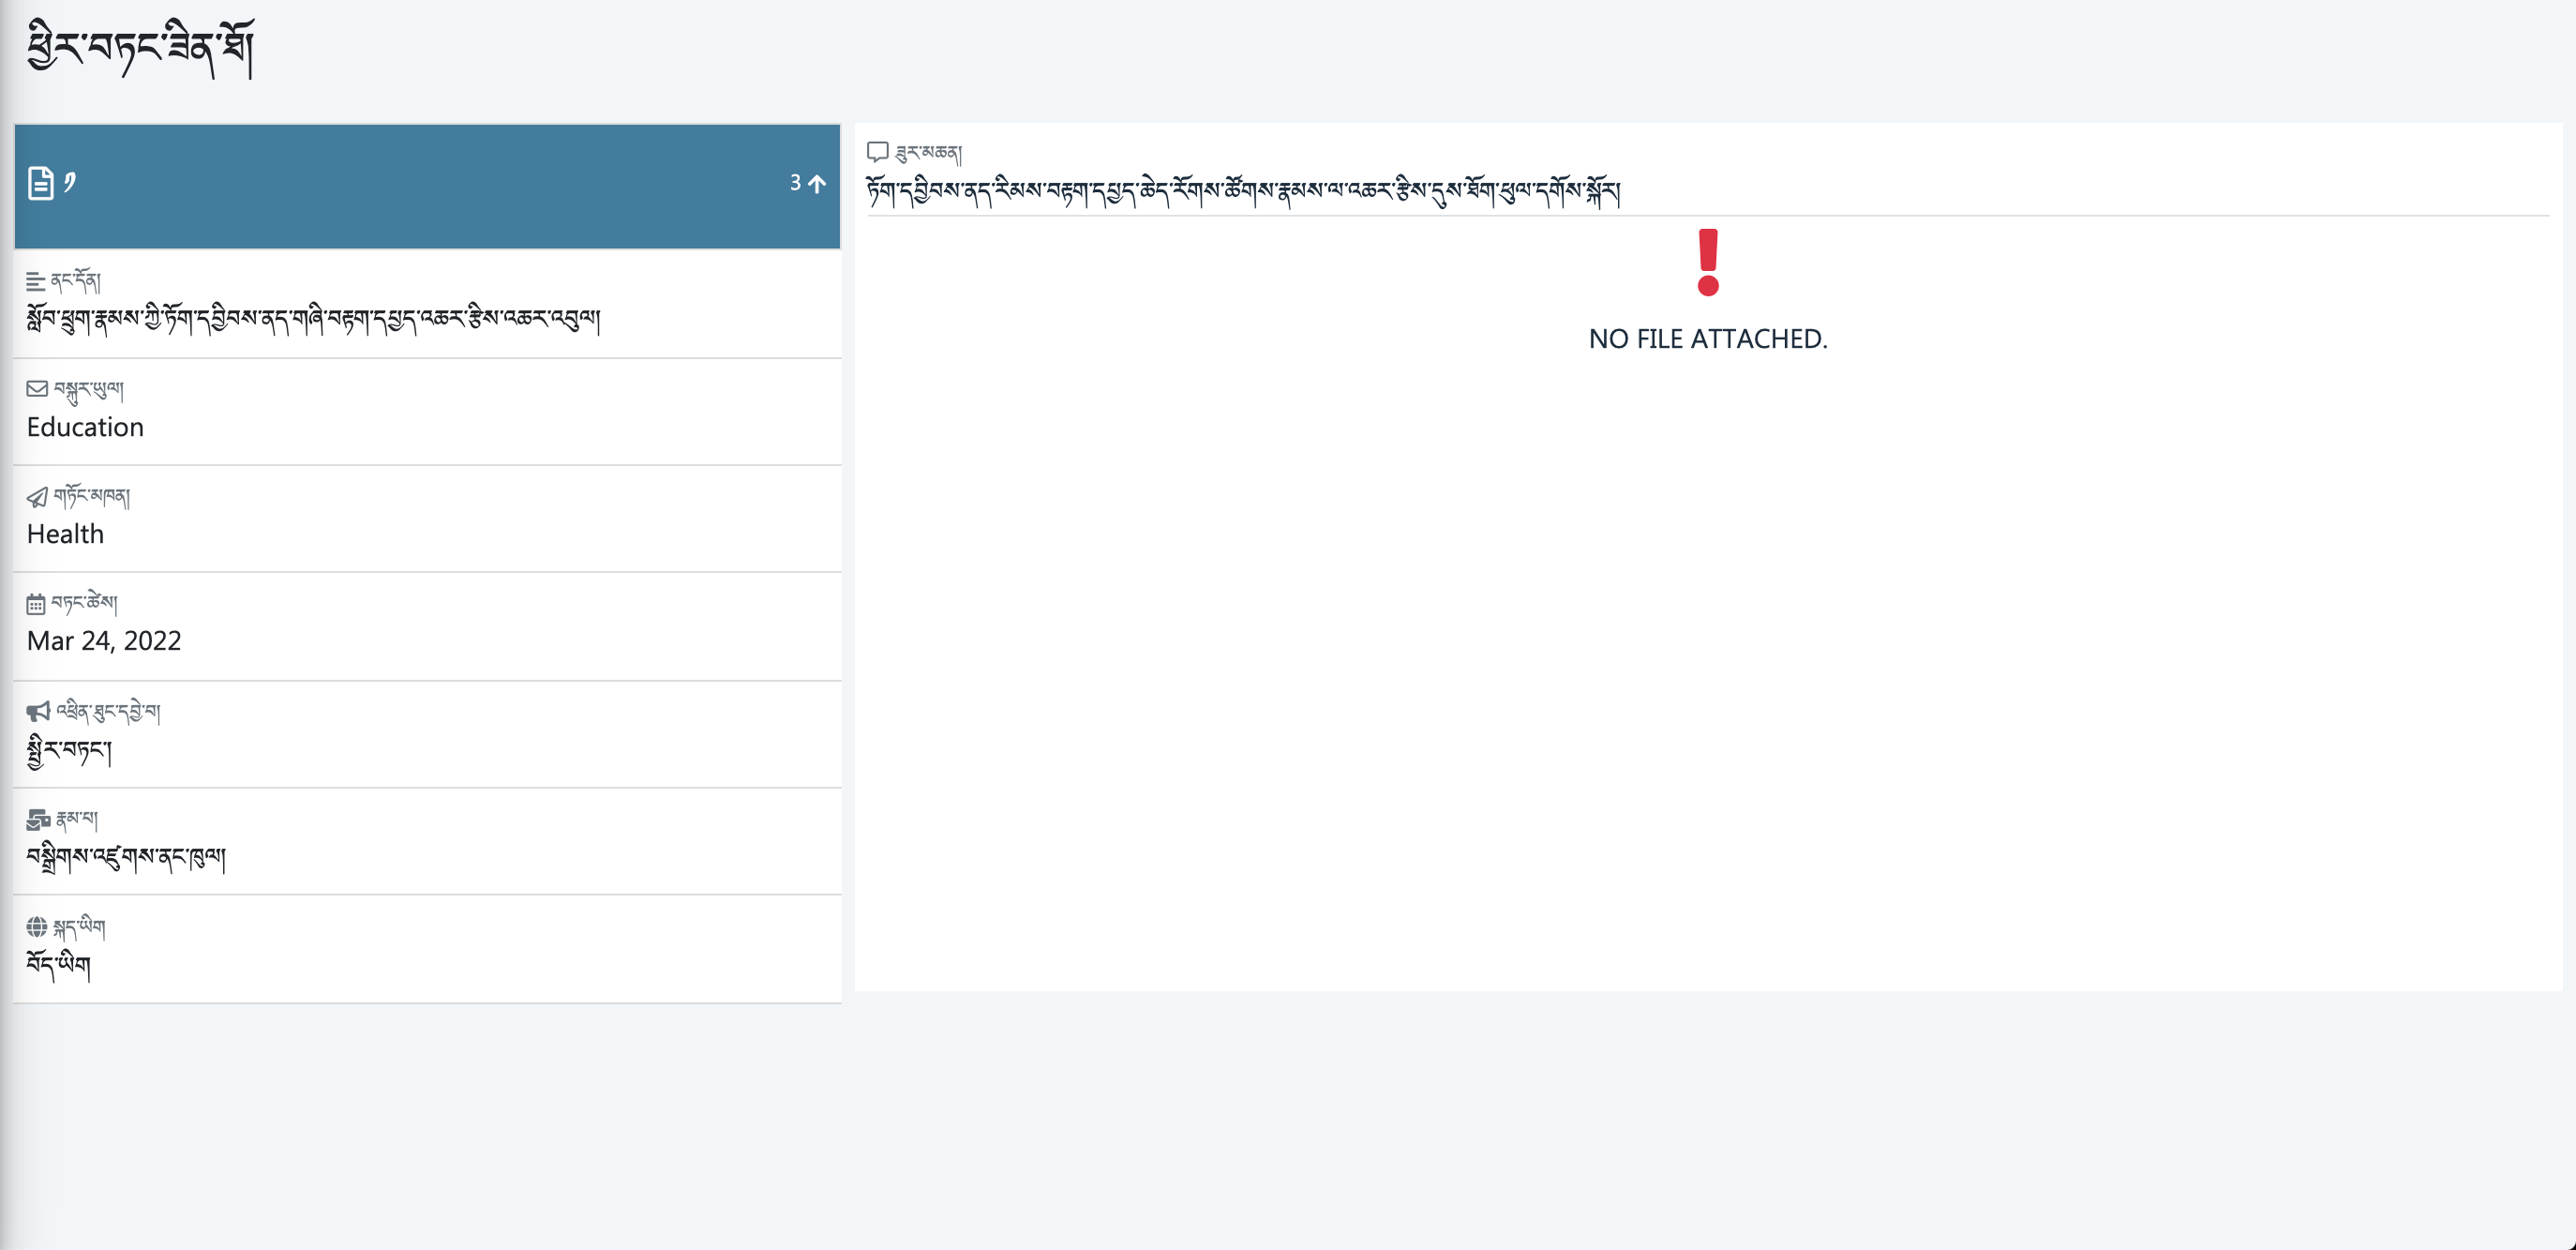 ཕྱིར་བཏང་ཟིན་ཐོ།
༡
3
ནང་དོན།
སློབ་ཕྲུག་རྣམས་ཀྱི་ཏོག་དབྱིབས་ནད་གཞི་བརྟག་དཔྱད་འཆར་རྩིས་འཆར་འབུལ།
བསྐུར་ཡུལ།
Education
གཏོང་མཁན།
Health
བཏང་ཚེས།
Mar 24, 2022
འཕྲིན་ཐུང་དབྱེ་བ།
སྤྱིར་བཏང་།
རྣམ་པ།
བསྒྲིགས་འཛུགས་ནང་ཁུལ།
སྐད་ཡིག
བོད་ཡིག
ཟུར་མཆན།
ཏོག་དབྱིབས་ནད་རིམས་བརྟག་དཔྱད་ཆེད་རོགས་ཚོགས་རྣམས་ལ་འཆར་རྩིས་དུས་ཐོག་ཕུལ་དགོས་སྐོར།
NO FILE ATTACHED.